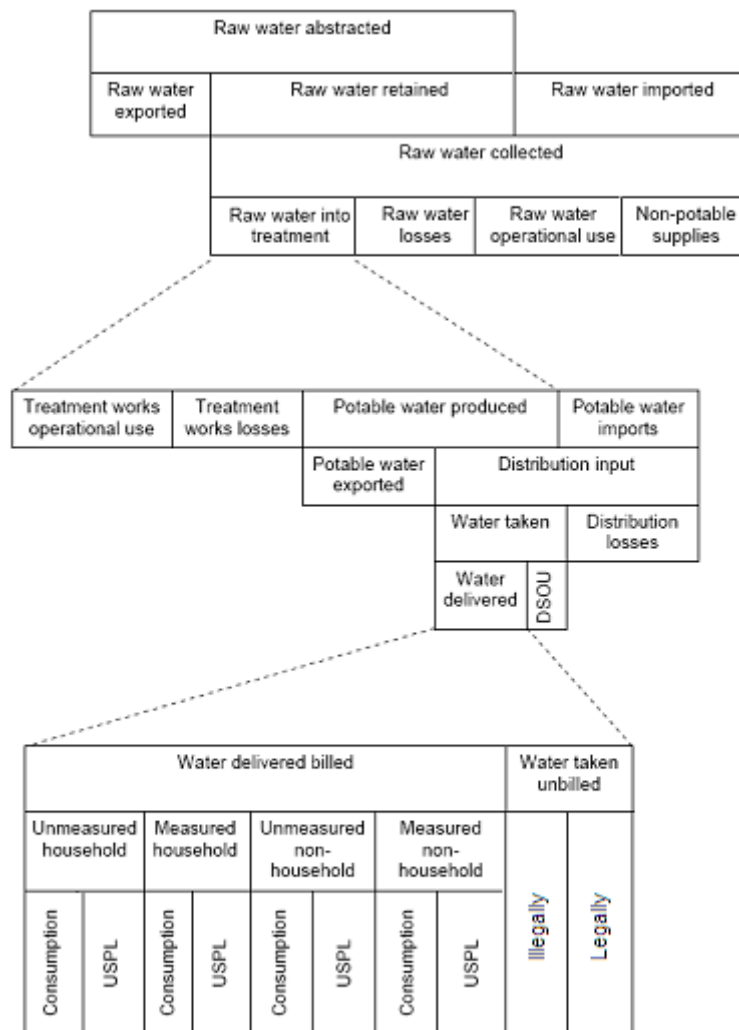 Raw water abstracted
Raw water
exported
Raw water retained
Raw water imported
Raw water collected
Raw water into
treatment
Raw water
losses
Raw water
operational use
Non-potable
supplies
Treatment works
operational use
Treatment
works losses
Potable water produced
Potable water
imports
Potable water
exported
Distribution input
Water taken
Distribution
losses
Water
delivered
DSOU
Water delivered billed
Water taken
unbilled
Unmeasured
household
Measured
household
Unmeasured
non-
household
Measured
non-
household
Consumption
USPL
Consumption
USPL
Consumption
USPL
Consumption
USPL
Illegally
Legally